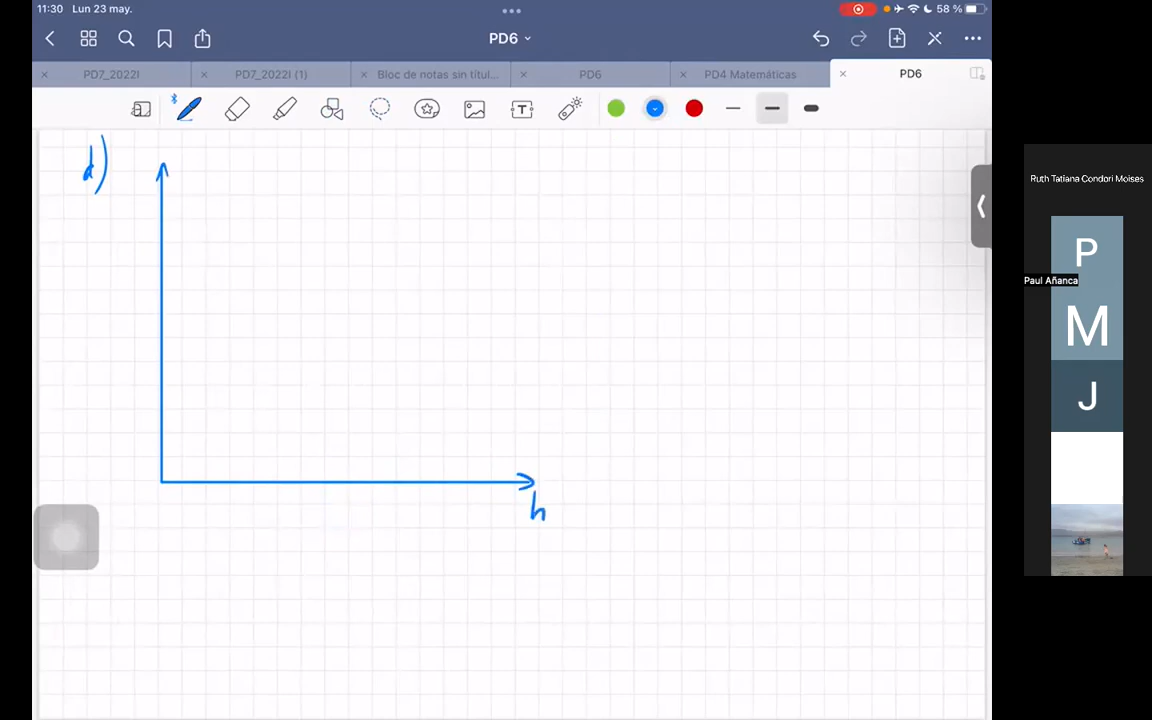 11:30 Lun 23 may.
58 %
PD6
PD7_2022I
PD7_2022I (1)
Bloc de notas sin títul...
PD6
PD4 Matemáticas
PD6
T
d)
h
Ruth Tatiana Condori Moises
P
Paul Añanca
M
J